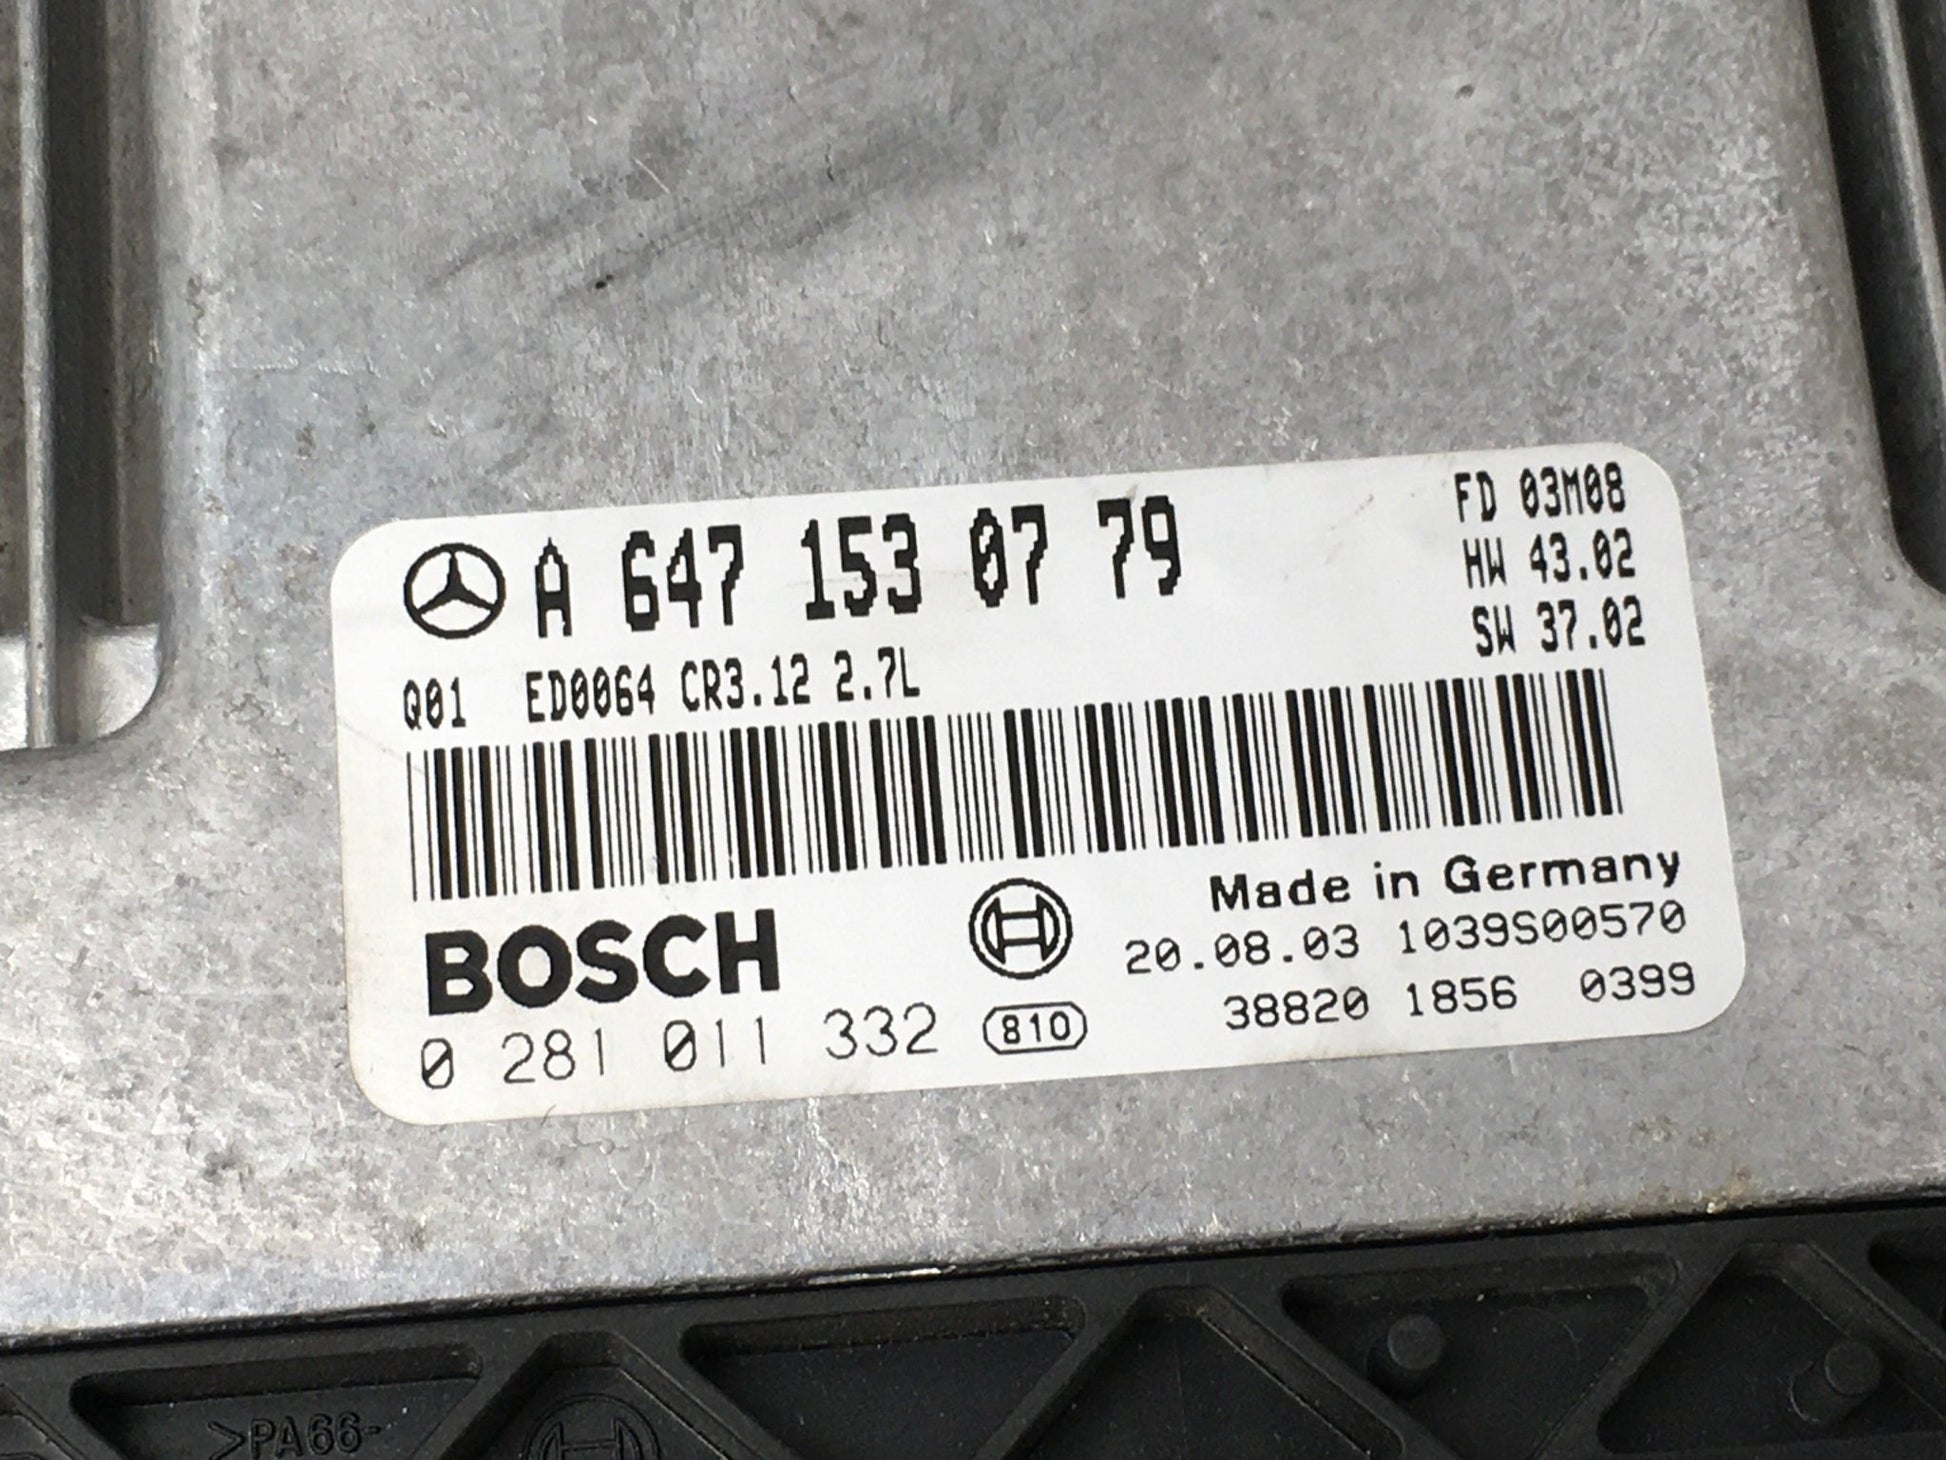 A 647 153 07 79
FD 03M08
HW 43.02
SW 37.02
Q01 ED0064 CR3.12 2.7L
Made in Germany
BOSCH
20.08.03 1039S00570
0 281 011 332 810
38820 1856 0399
>PA66-